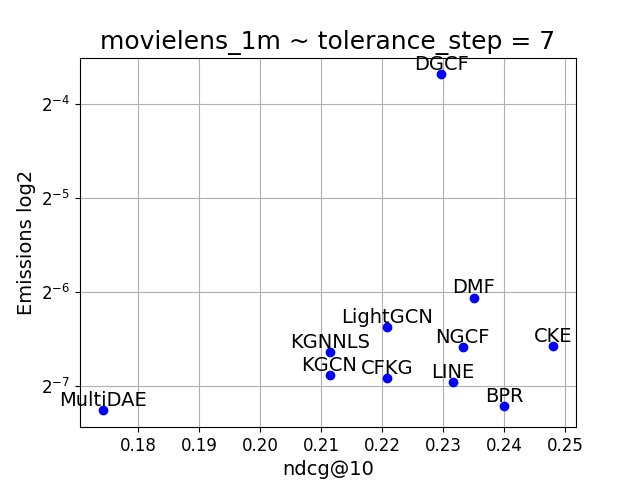 movielens_1m ~ tolerance_step = 7
DGCF
2⁻⁴
2⁻⁵
Emissions log2
2⁻⁶
DMF
LightGCN
NGCF
CKE
KGNNLS
KGCN
CFKG
LINE
2⁻⁷
BPR
MultiDAE
0.18
0.19
0.20
0.21
0.22
0.23
0.24
0.25
ndcg@10